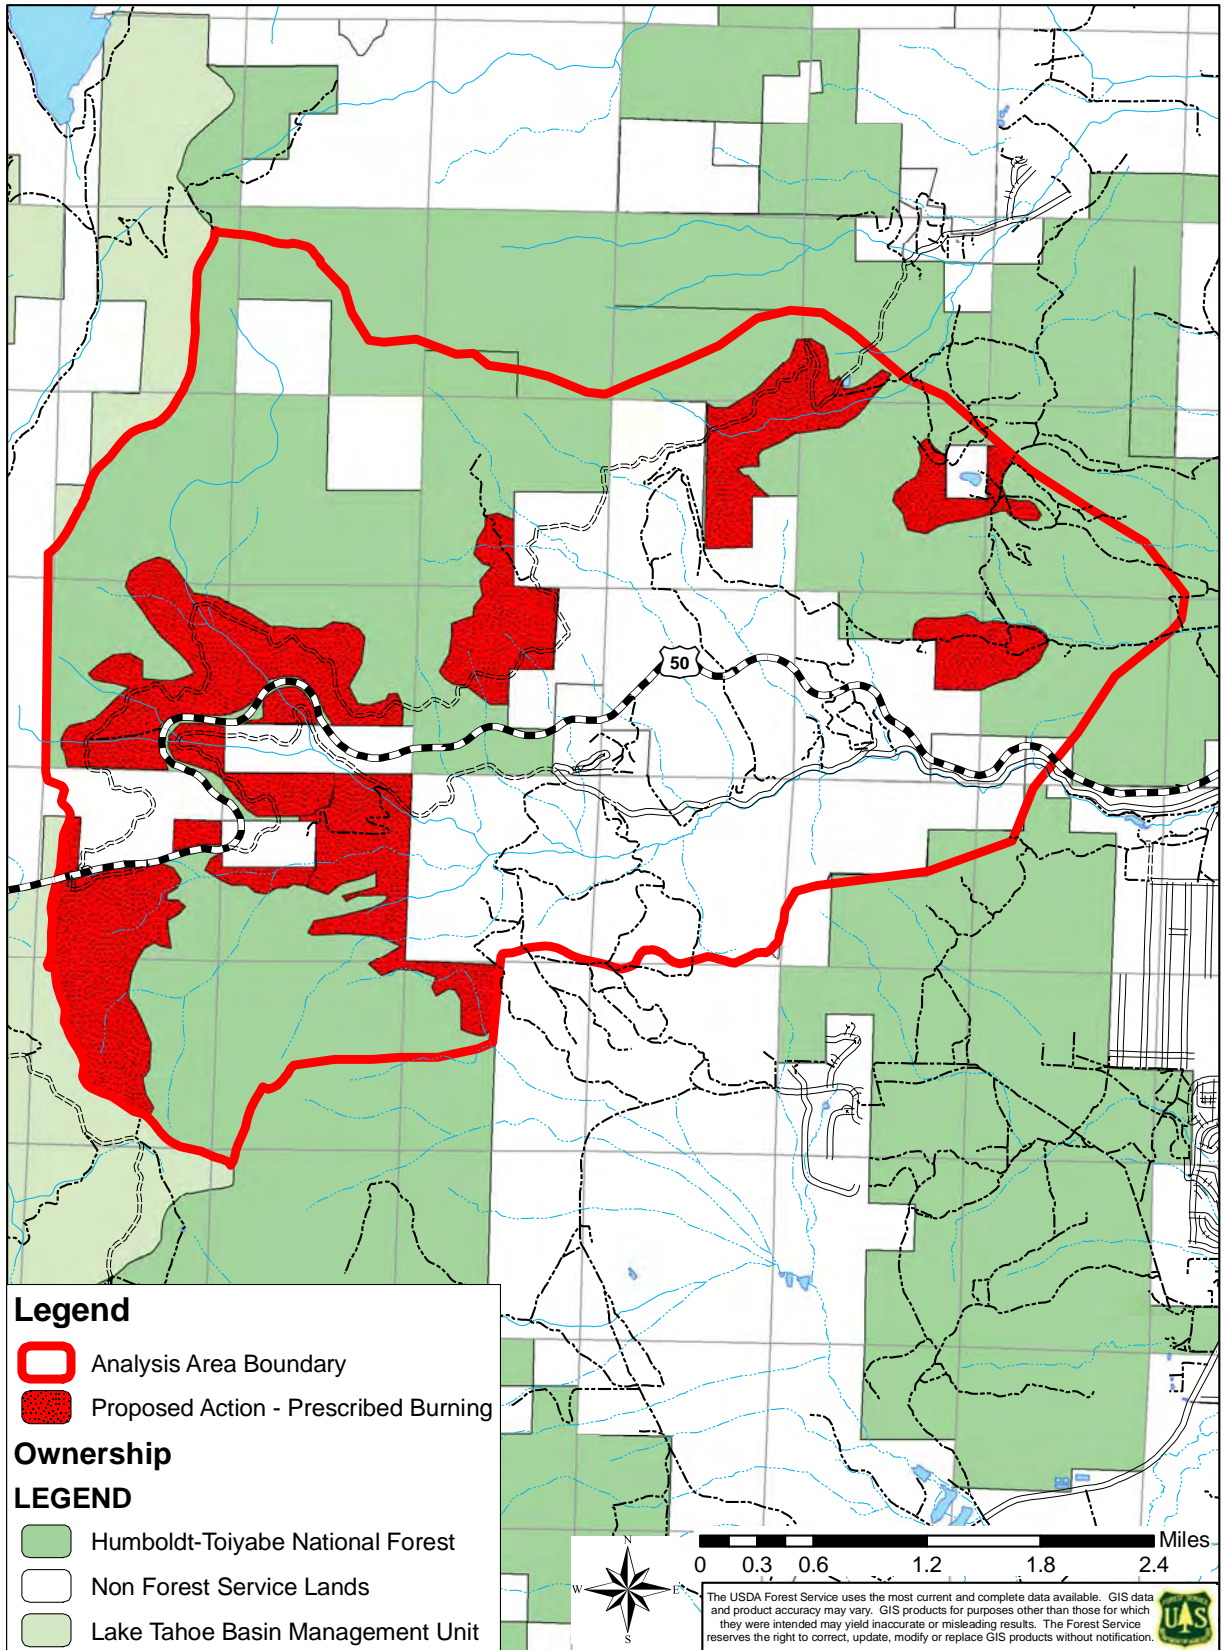 50
Legend
Analysis Area Boundary
Proposed Action - Prescribed Burning
Ownership
LEGEND
Humboldt-Toiyabe National Forest
Non Forest Service Lands
Lake Tahoe Basin Management Unit
N
W E
S
Miles
0 0.3 0.6 1.2 1.8 2.4
The USDA Forest Service uses the most current and complete data available. GIS data
and product accuracy may vary. GIS products for purposes other than those for which
they were intended may yield inaccurate or misleading results. The Forest Service
reserves the right to correct, update, modify or replace GIS products without notification.
FOREST SERVICE
UAS